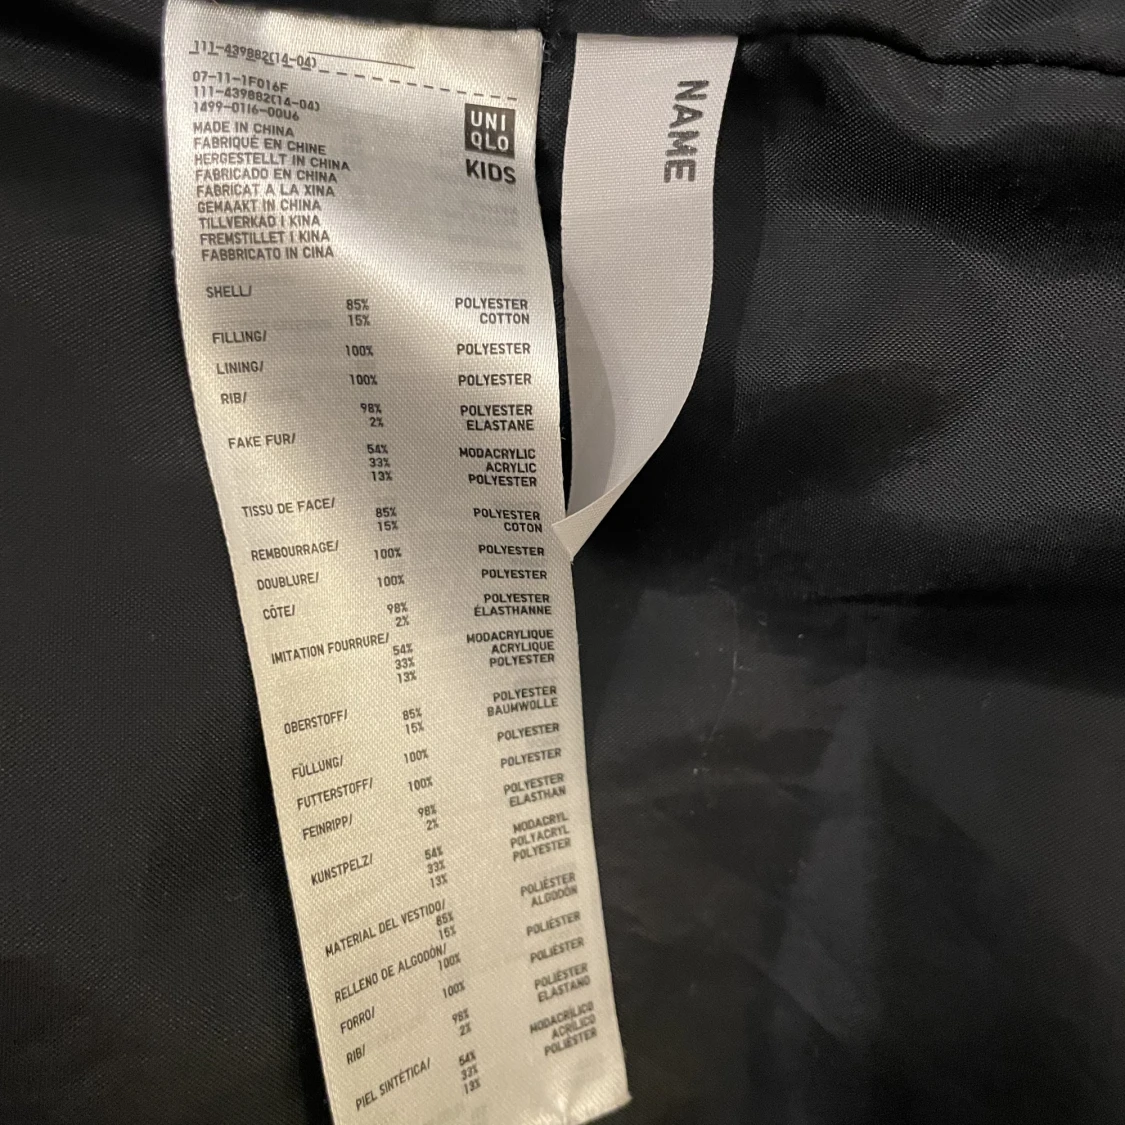 111-439882(14-04)
07-11-1F016F
111-439882(14-04)
1499-0116-00U6
UNI
QLO
KIDS
MADE IN CHINA
FABRIQUÉ EN CHINE
HERGESTELLT IN CHINA
FABRICADO EN CHINA
FABRICAT A LA XINA
GEMAAKT IN CHINA
TILLVERKAD I KINA
FREMSTILLET I KINA
FABBRICATO IN CINA
SHELL/
85% POLYESTER
15% COTTON
FILLING/
100% POLYESTER
LINING/
100% POLYESTER
RIB/
98% POLYESTER
2% ELASTANE
FAKE FUR/
54% MODACRYLIC
33% ACRYLIC
13% POLYESTER
TISSU DE FACE/
85% POLYESTER
15% COTON
REMBOURRAGE/
100% POLYESTER
DOUBLURE/
100% POLYESTER
CÔTE/
98% POLYESTER
2% ÉLASTHANNE
IMITATION FOURRURE/
54% MODACRYLIQUE
33% ACRYLIQUE
13% POLYESTER
OBERSTOFF/
85% POLYESTER
15% BAUMWOLLE
FÜLLUNG/
100% POLYESTER
FUTTERSTOFF/
100% POLYESTER
FEINRIPP/
98% POLYESTER
2% ELASTHAN
KUNSTPELZ/
54% MODACRYL
33% POLYACRYL
13% POLYESTER
MATERIAL DEL VESTIDO/
85% POLIÉSTER
15% ALGODÓN
RELLENO DE ALGODÓN/
100% POLIÉSTER
FORRO/
100% POLIÉSTER
RIB/
98% POLIÉSTER
2% ELASTANO
PIEL SINTÉTICA/
54% MODACRÍLICO
33% ACRÍLICO
13% POLIÉSTER
NAME